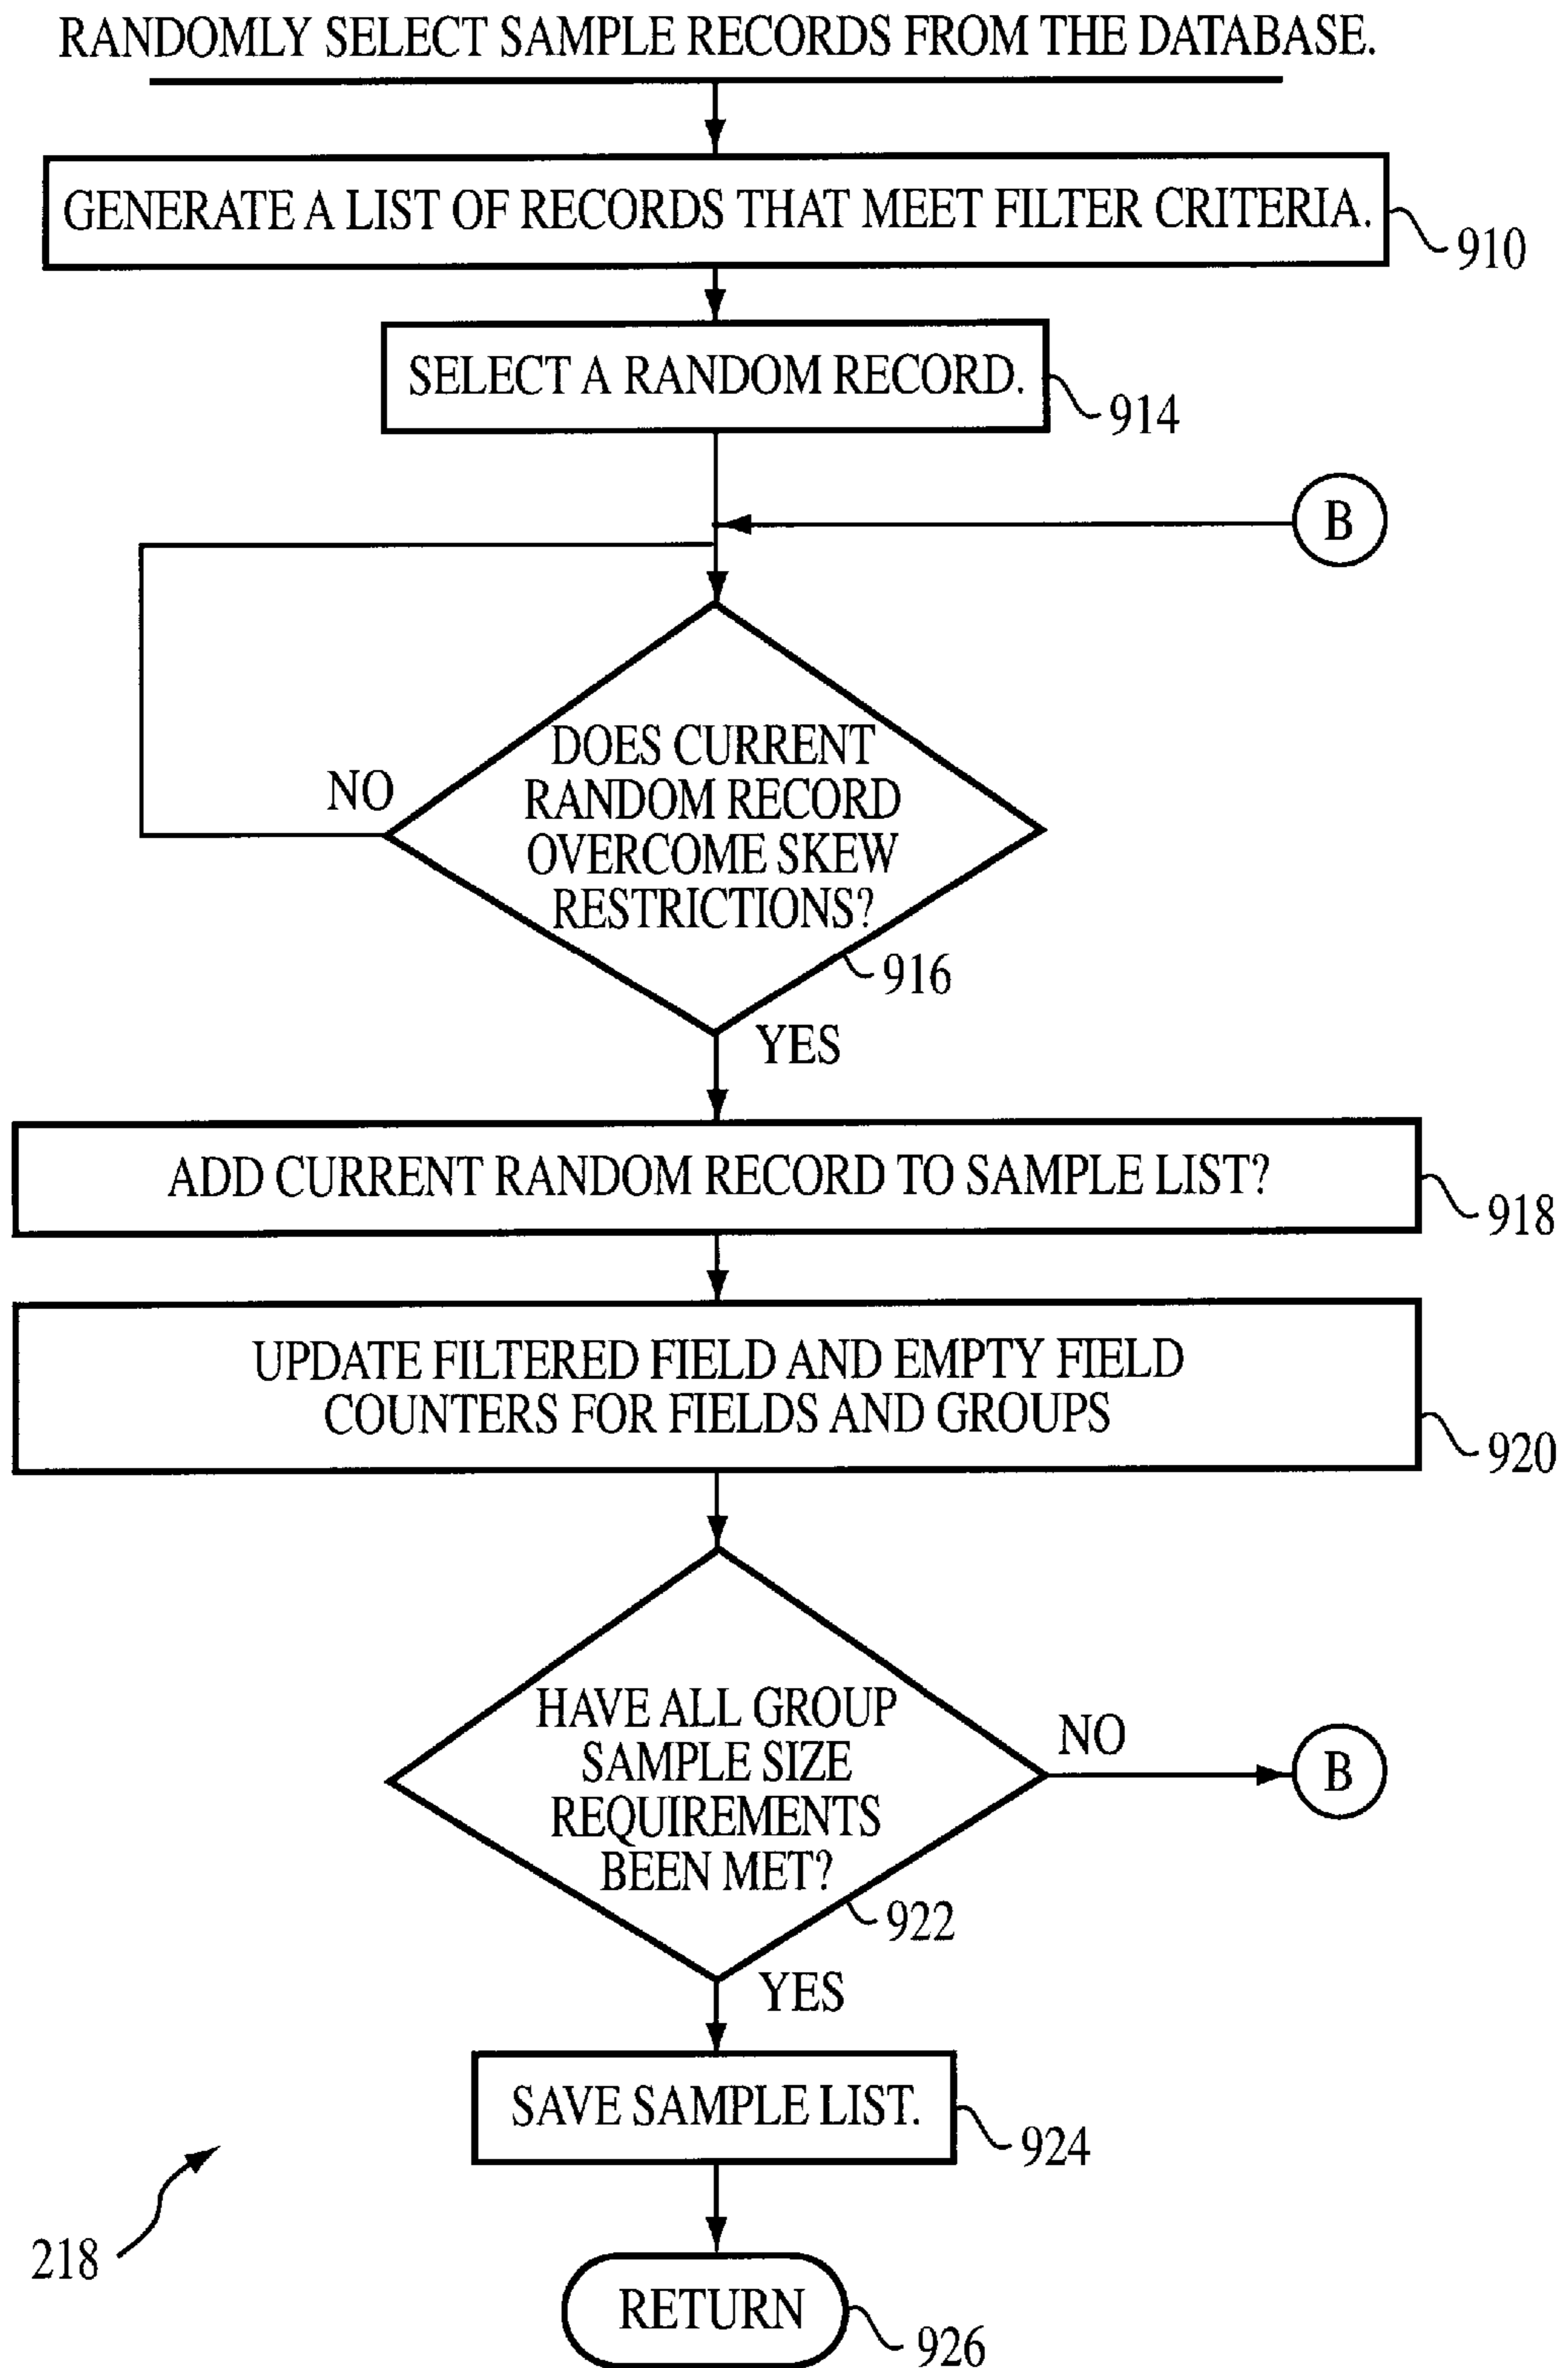 RANDOMLY SELECT SAMPLE RECORDS FROM THE DATABASE.
GENERATE A LIST OF RECORDS THAT MEET FILTER CRITERIA.
910
SELECT A RANDOM RECORD.
914
B
DOES CURRENT
RANDOM RECORD
OVERCOME SKEW
RESTRICTIONS?
NO
916
YES
ADD CURRENT RANDOM RECORD TO SAMPLE LIST?
918
UPDATE FILTERED FIELD AND EMPTY FIELD
COUNTERS FOR FIELDS AND GROUPS
920
HAVE ALL GROUP
SAMPLE SIZE
REQUIREMENTS
BEEN MET?
NO
B
922
YES
SAVE SAMPLE LIST.
924
218
RETURN
926